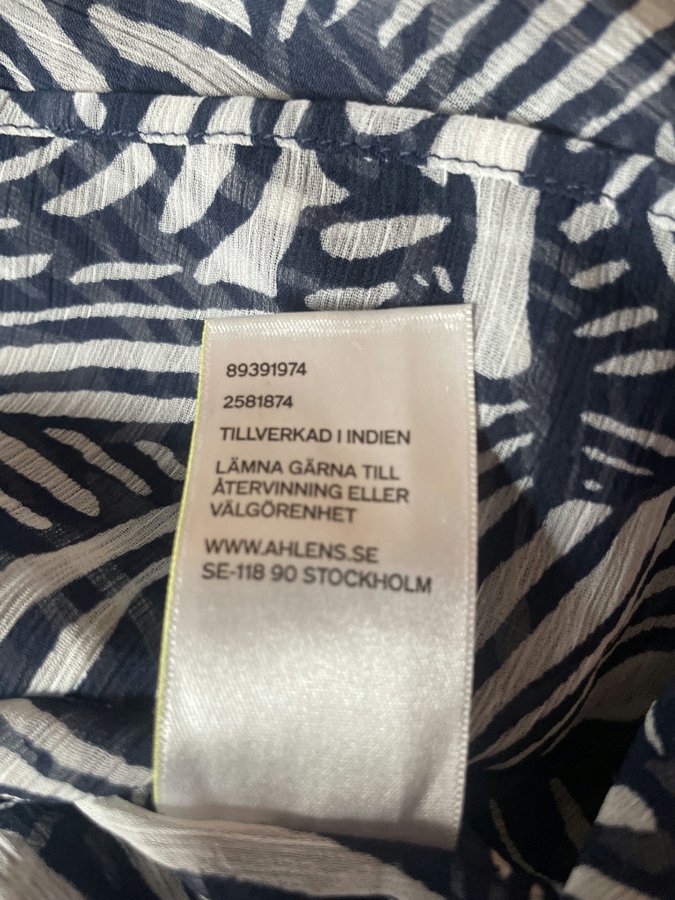 89391974
2581874
TILLVERKAD I INDIEN
LÄMNA GÄRNA TILL
ÅTERVINNING ELLER
VÄLGÖRENHET
WWW.AHLENS.SE
SE-118 90 STOCKHOLM